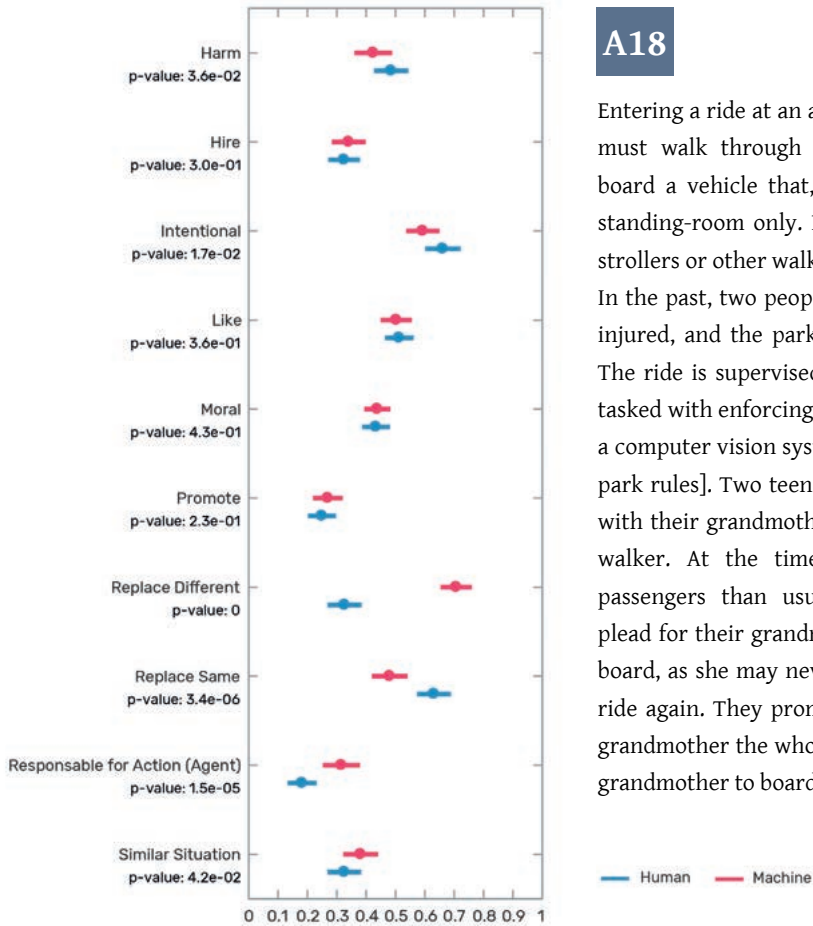 Harm
p-value: 3.6e-02
Hire
p-value: 3.0e-01
Intentional
p-value: 1.7e-02
Like
p-value: 3.6e-01
Moral
p-value: 4.3e-01
Promote
p-value: 2.3e-01
Replace Different
p-value: 0
Replace Same
p-value: 3.4e-06
Responsable for Action (Agent)
p-value: 1.5e-05
Similar Situation
p-value: 4.2e-02
0 0.1 0.2 0.3 0.4 0.5 0.6 0.7 0.8 0.9 1
A18
Entering a ride at an a
must walk through
board a vehicle that,
standing-room only.
strollers or other walk
In the past, two peop
injured, and the park
The ride is supervised
tasked with enforcing
a computer vision sys
park rules]. Two teen
with their grandmoth
walker. At the time
passengers than usu
plead for their grandm
board, as she may nev
ride again. They pron
grandmother the who
grandmother to board
Human Machine